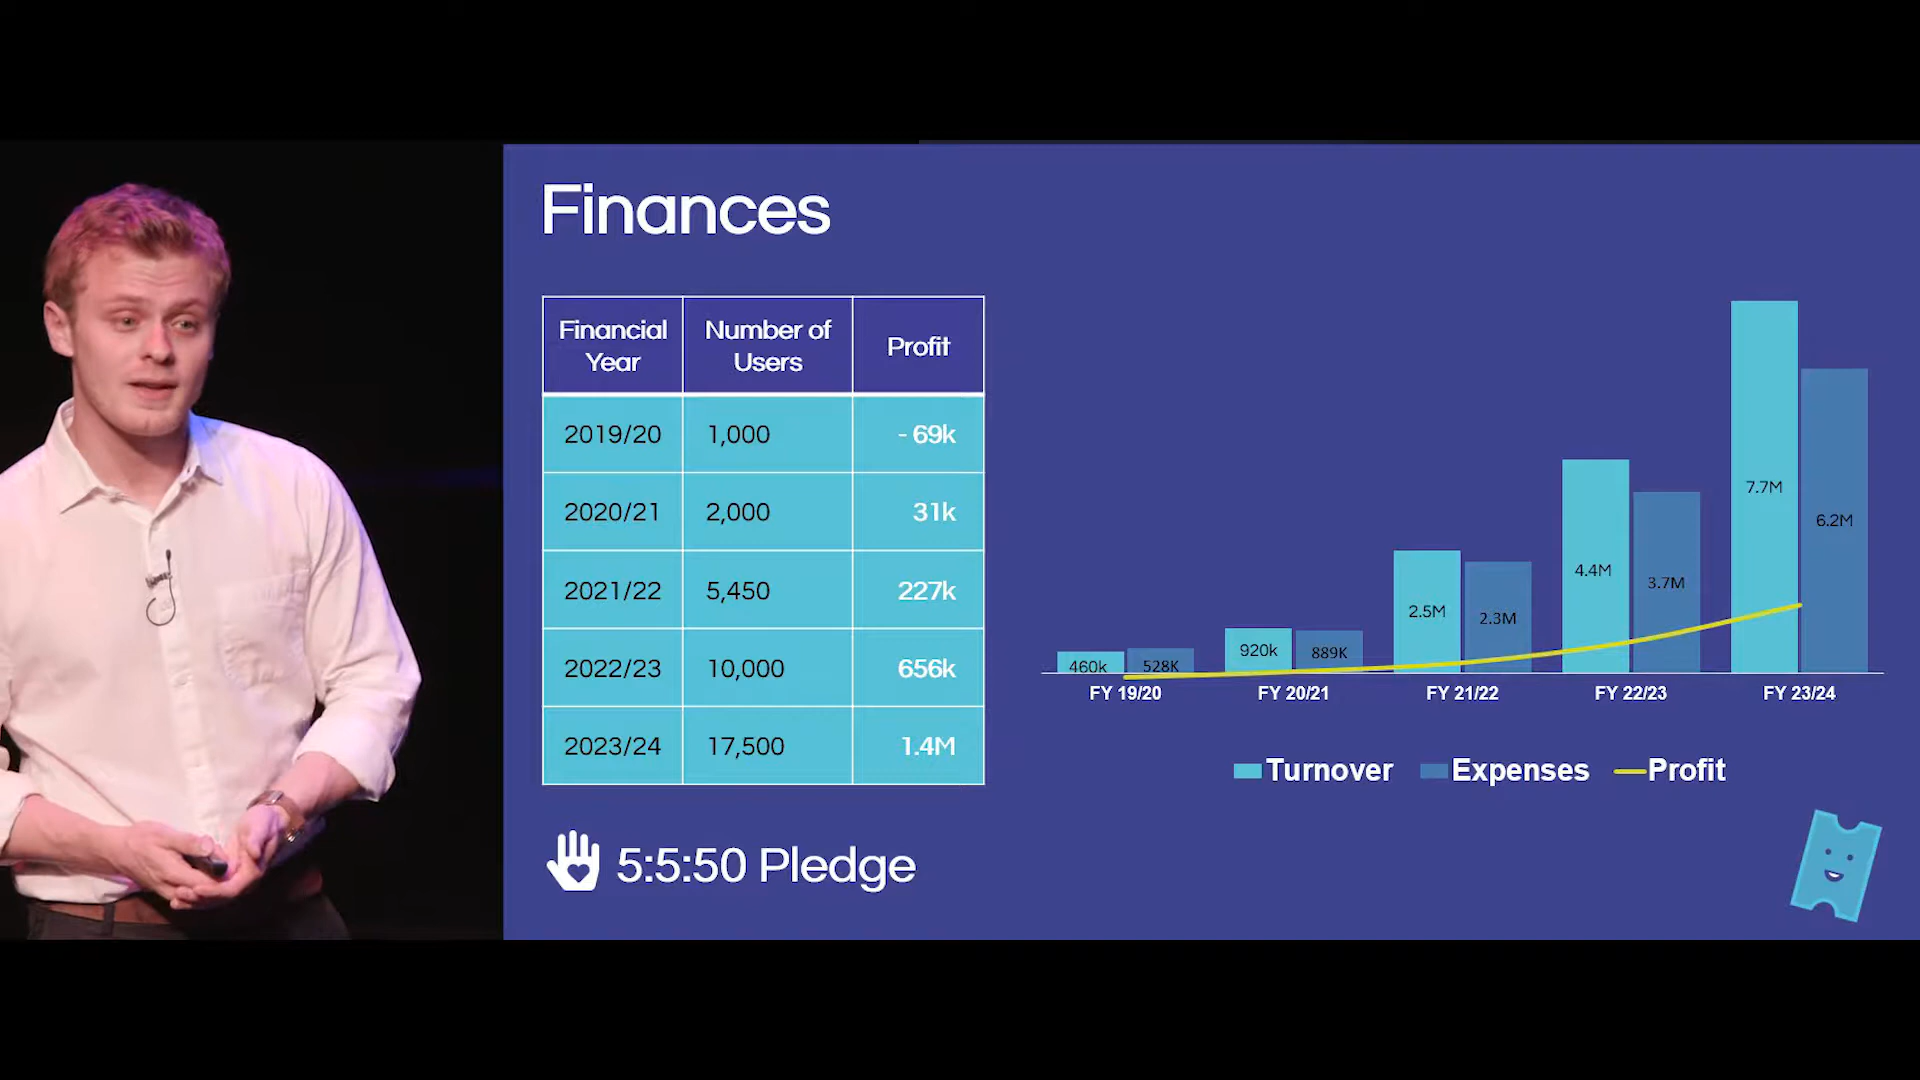 Finances
Financial Year
Number of Users
Profit
2019/20 1,000 - 69k
2020/21 2,000 31k
2021/22 5,450 227k
2022/23 10,000 656k
2023/24 17,500 1.4M
5:5:50 Pledge
460k 528K
920k 889K
2.5M 2.3M
4.4M 3.7M
7.7M 6.2M
FY 19/20 FY 20/21 FY 21/22 FY 22/23 FY 23/24
Turnover Expenses Profit